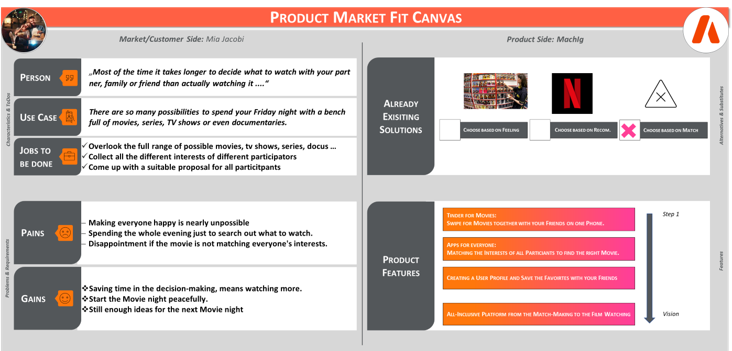 PRODUCT MARKET FIT CANVAS
Market/Customer Side: Mia Jacobi
Characteristics & ToDos
PERSON
„Most of the time it takes longer to decide what to watch with your part
ner, family or friend than actually watching it ...."
USE CASE
There are so many possibilities to spend your Friday night with a bench
full of movies, series, TV shows or even documentaries.
JOBS TO
BE DONE
✓ Overlook the full range of possible movies, tv shows, series, docus ...
✓ Collect all the different interests of different participators
✓ Come up with a suitable proposal for all particitpants
Problems & Requirements
PAINS
– Making everyone happy is nearly unpossible
– Spending the whole evening just to search out what to watch.
– Disappointment if the movie is not matching everyone's interests.
GAINS
❖Saving time in the decision-making, means watching more.
❖Start the Movie night peacefully.
❖Still enough ideas for the next Movie night
Product Side: MachIg
ALREADY
EXISITING
SOLUTIONS
N
CHOOSE BASED ON FEELING
CHOOSE BASED ON RECOM.
CHOOSE BASED ON MATCH
Alternatives & Substitutes
PRODUCT
FEATURES
TINDER FOR MOVIES:
SWIPE FOR MOVIES TOGETHER WITH YOUR FRIENDS ON ONE PHONE.
APPS FOR EVERYONE:
MATCHING THE INTERESTS OF ALL PARTICIANTS TO FIND THE RIGHT MOVIE.
CREATING A USER PROFILE AND SAVE THE FAVORITES WITH YOUR FRIENDS
ALL-INCLUSIVE PLATFORM FROM THE MATCH-MAKING TO THE FILM WATCHING
Step 1
Vision
Features